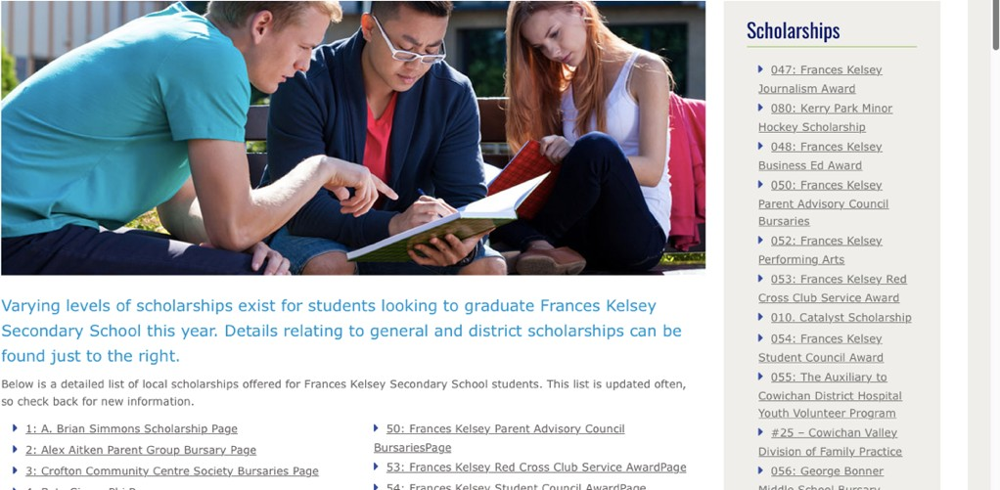 Varying levels of scholarships exist for students looking to graduate Frances Kelsey
Secondary School this year. Details relating to general and district scholarships can be
found just to the right.
Below is a detailed list of local scholarships offered for Frances Kelsey Secondary School students. This list is updated often,
so check back for new information.
1: A. Brian Simmons Scholarship Page
2: Alex Aitken Parent Group Bursary Page
3: Crofton Community Centre Society Bursaries Page
50: Frances Kelsey Parent Advisory Council
BursariesPage
53: Frances Kelsey Red Cross Club Service AwardPage
54: Frances Kelsey Student Council AwardPage
Scholarships
047: Frances Kelsey
Journalism Award
080: Kerry Park Minor
Hockey Scholarship
048: Frances Kelsey
Business Ed Award
050: Frances Kelsey
Parent Advisory Council
Bursaries
052: Frances Kelsey
Performing Arts
053: Frances Kelsey Red
Cross Club Service Award
010. Catalyst Scholarship
054: Frances Kelsey
Student Council Award
055: The Auxiliary to
Cowichan District Hospital
Youth Volunteer Program
#25 – Cowichan Valley
Division of Family Practice
056: George Bonner
Middle School Bursary